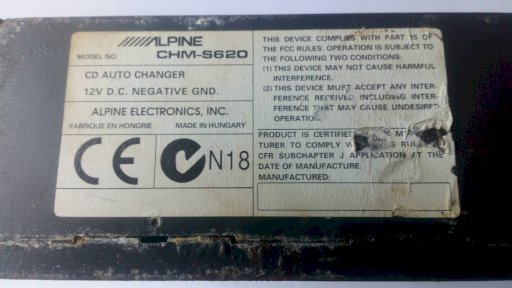 ALPINE
MODEL NO. CHM-S620
CD AUTO CHANGER
12V D.C. NEGATIVE GND.
ALPINE ELECTRONICS, INC.
FABRIQUE EN HONGRIE MADE IN HUNGARY
CE N18
THIS DEVICE COMPLIES WITH PART 15 OF
THE FCC RULES. OPERATION IS SUBJECT TO
THE FOLLOWING TWO CONDITIONS:
(1) THIS DEVICE MAY NOT CAUSE HARMFUL
INTERFERENCE.
(2) THIS DEVICE MUST ACCEPT ANY INTER-
FERENCE RECEIVED INCLUDING INTER-
FERENCE THAT MAY CAUSE UNDESIRED
OPERATION.
PRODUCT IS CERTIFIED
TURER TO COMPLY RULES
CFR SUBCHAPTER J APPLICATION AT THE
DATE OF MANUFACTURE.
MANUFACTURED: